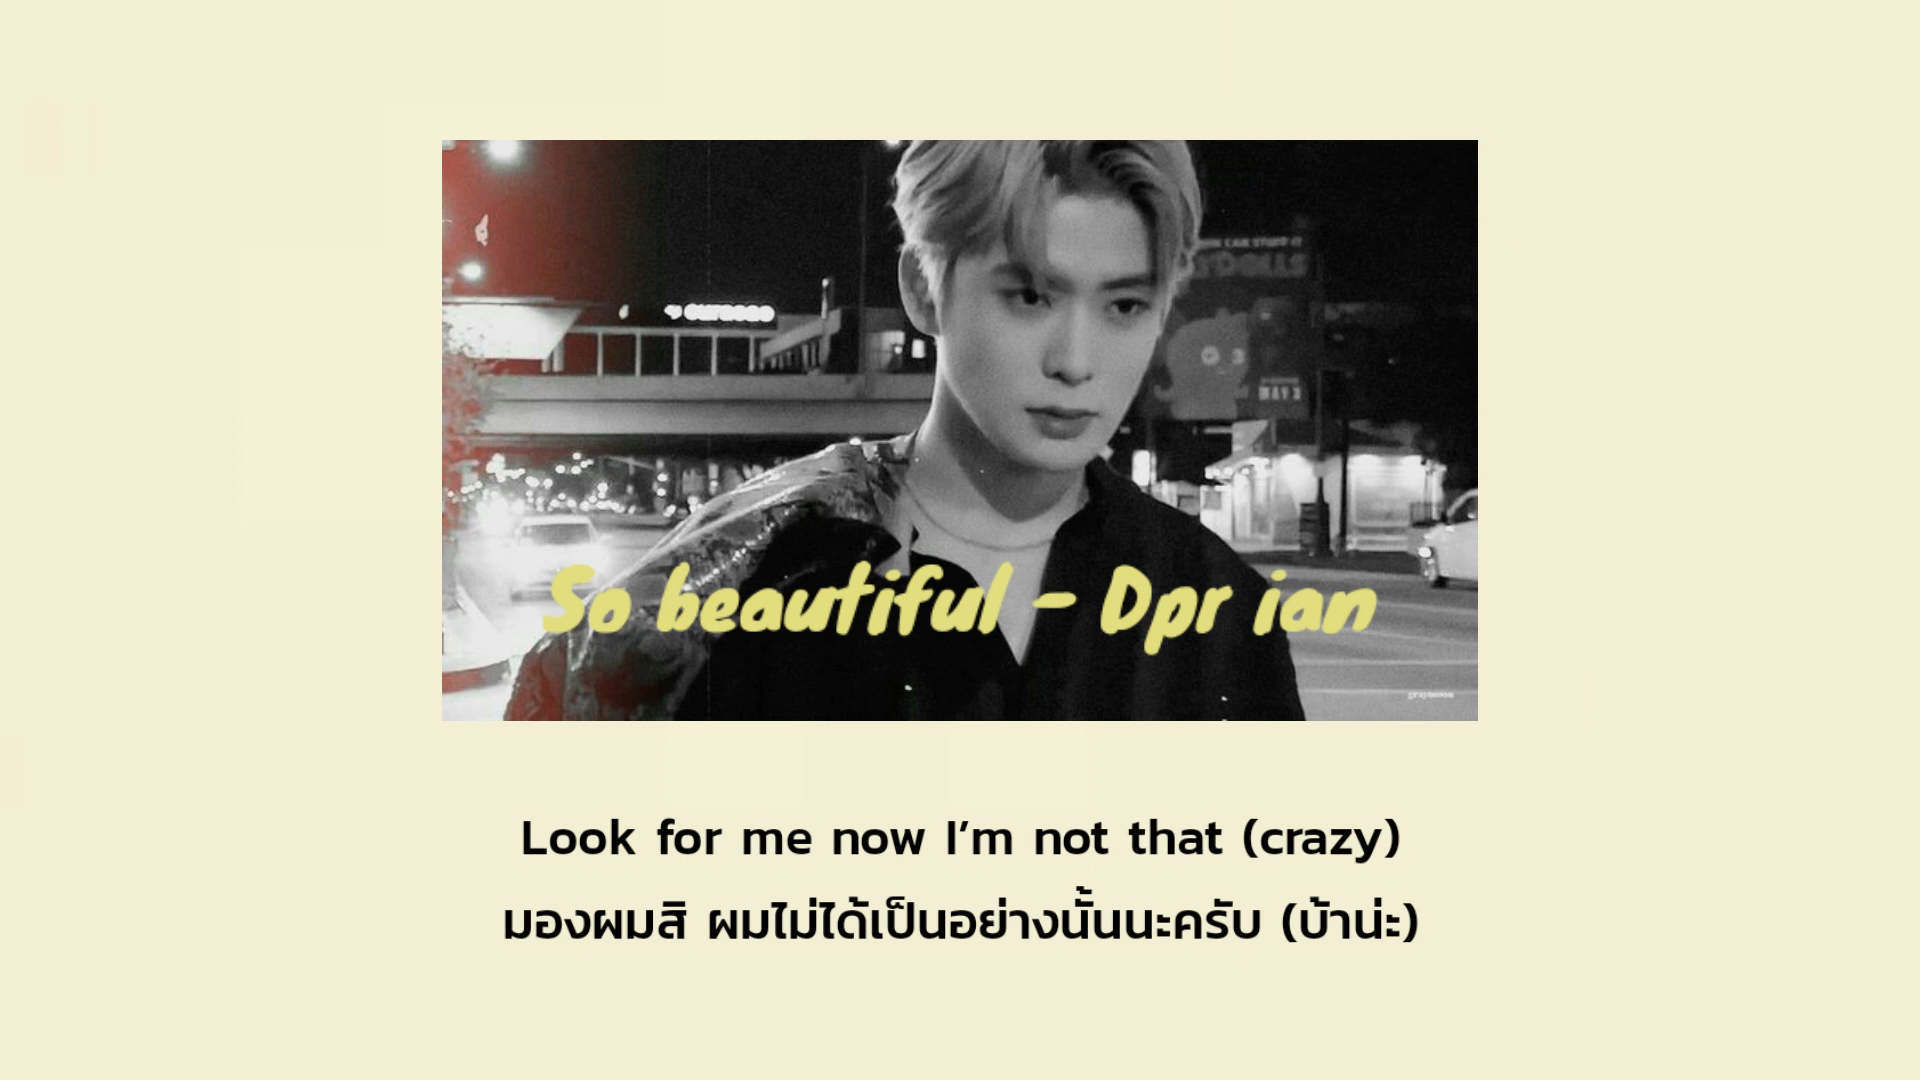 So beautiful - Dpr ian
MAY 3
Look for me now I’m not that (crazy)
มองผมสิ ผมไม่ได้เป็นอย่างนั้นนะครับ (บ้าน่ะ)